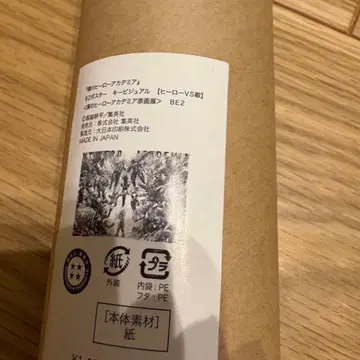 『僕のヒーローアカデミア』
B2ポスター キービジュアル 【ヒーローVS敵】
<僕のヒーローアカデミア原画展> BE2
©堀越耕平/集英社
発売元：株式会社 集英社
製造元：大日本印刷株式会社
MADE IN JAPAN
紙
外装
プラ
内袋：PE
フタ：PE
[本体素材]
紙